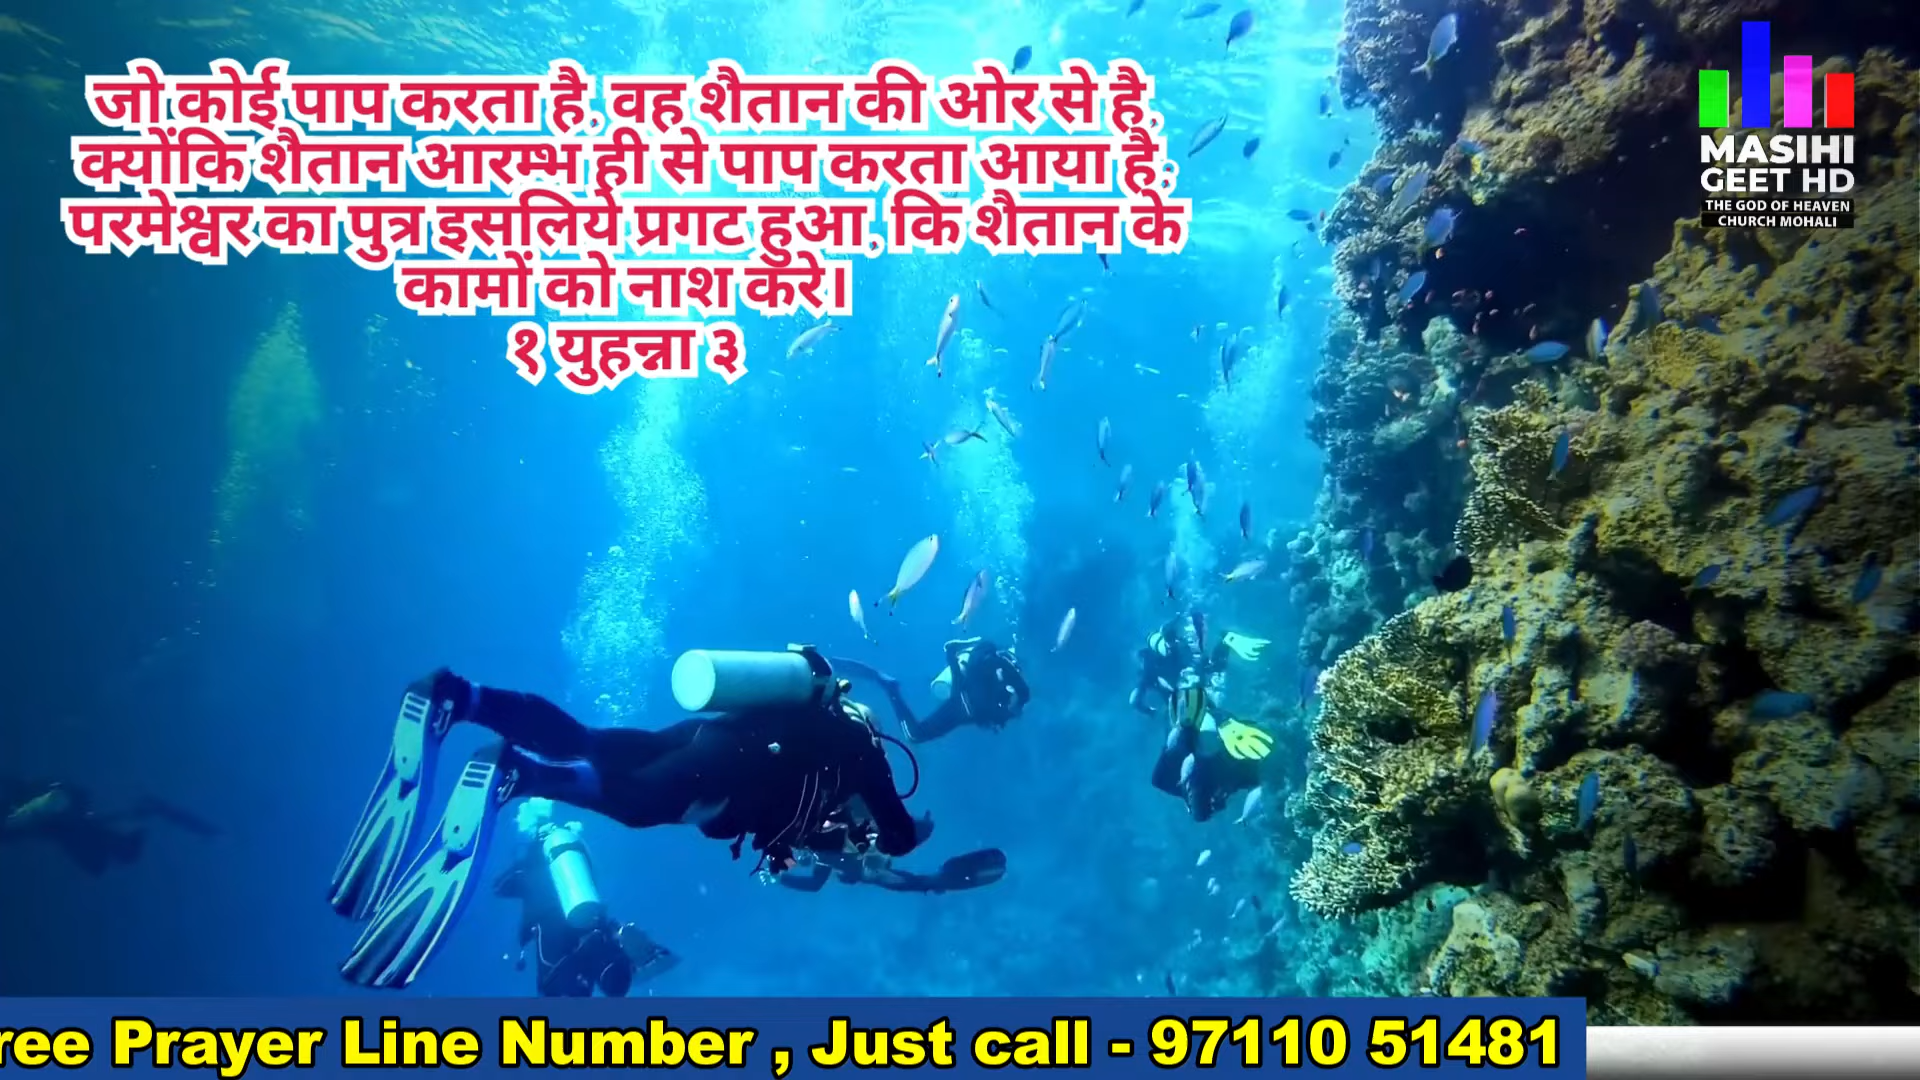 जो कोई पाप करता है, वह शैतान की ओर से है,
क्योंकि शैतान आरम्भ ही से पाप करता आया है,
परमेश्वर का पुत्र इसलिये प्रगट हुआ, कि शैतान के
कामों को नाश करे।
१ युहन्ना ३
MASIHI
GEET HD
THE GOD OF HEAVEN
CHURCH MOHALI
ree Prayer Line Number , Just call - 97110 51481